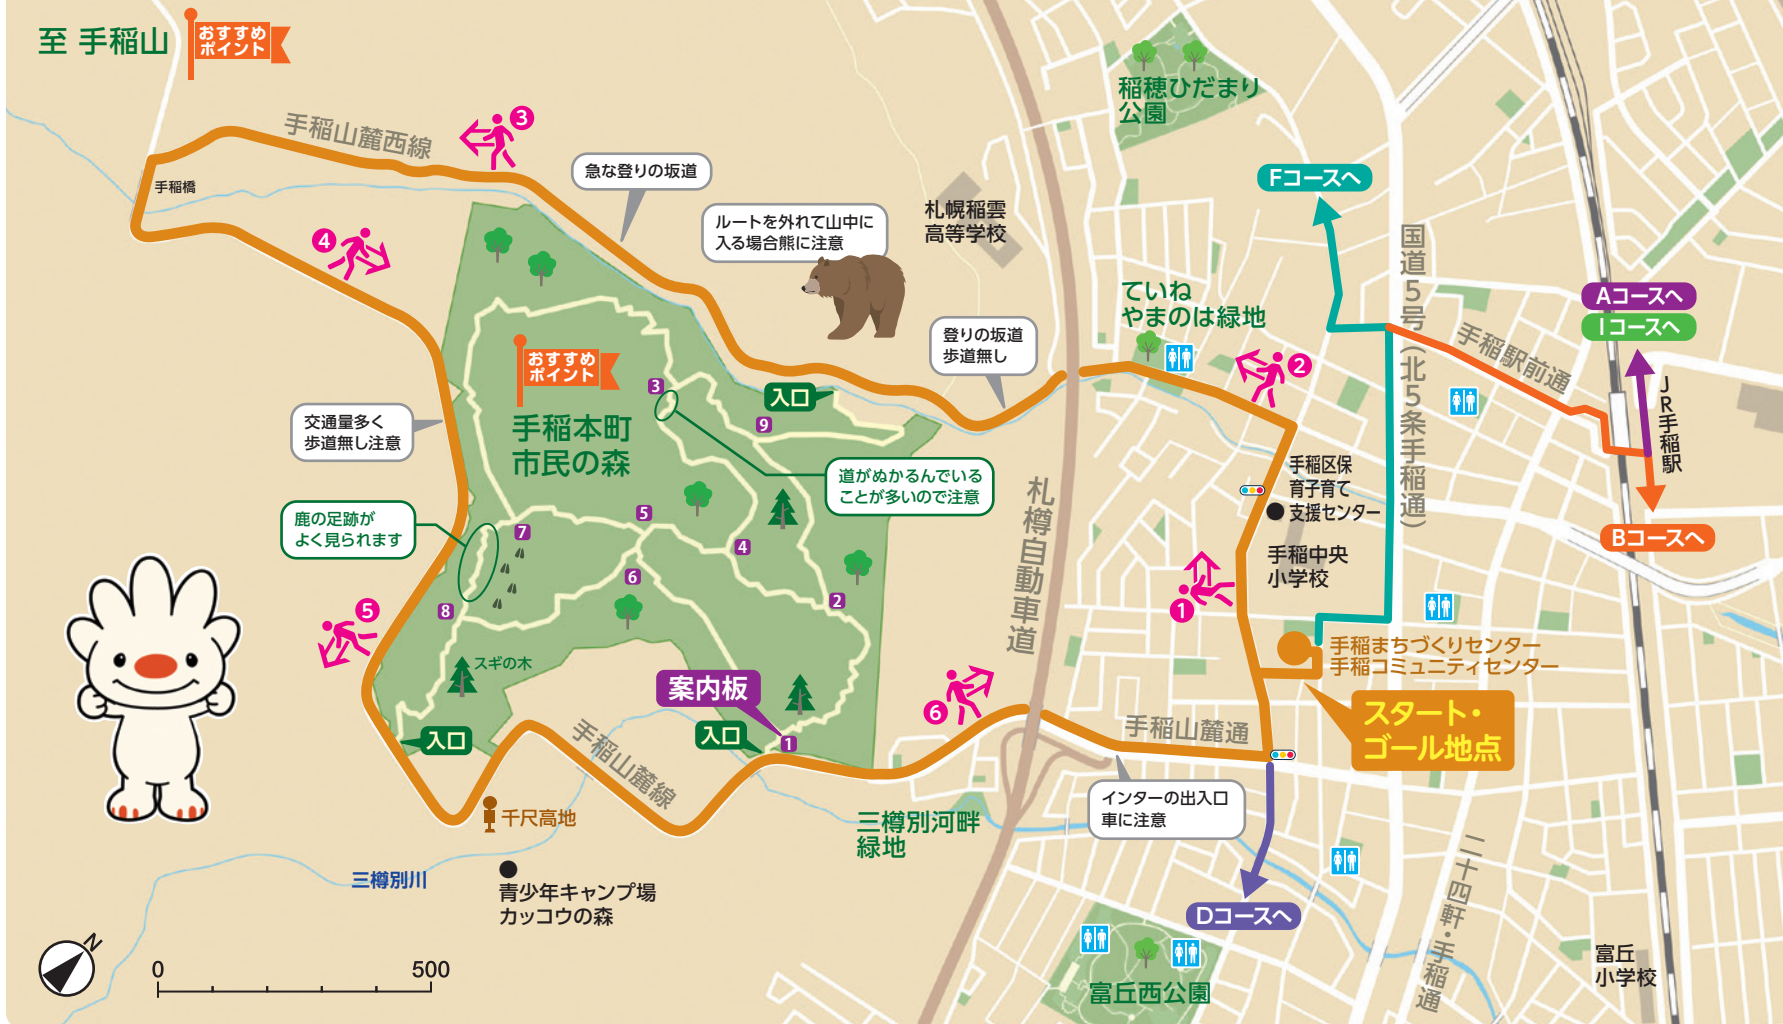 至 手稲山
おすすめ
ポイント
手稲山麓西線
3
手稲橋
急な登りの坂道
ルートを外れて山中に
入る場合熊に注意
札幌稲雲
高等学校
稲穂ひだまり
公園
Fコースへ
国道5号(北5条手稲通)
Aコースへ
Iコースへ
手稲駅前通
JR手稲駅
Bコースへ
4
ていね
やまのは緑地
登りの坂道
歩道無し
2
おすすめ
ポイント
手稲本町
市民の森
3
入口
9
交通量多く
歩道無し注意
道がぬかるんでいる
ことが多いので注意
鹿の足跡が
よく見られます
7
5
4
6
8
2
札樽自動車道
手稲区保
育子育て
支援センター
手稲中央
小学校
1
5
スギの木
案内板
入口
1
入口
6
手稲山麓通
手稲まちづくりセンター
手稲コミュニティセンター
スタート・
ゴール地点
手稲山麓線
千尺高地
インターの出入口
車に注意
三樽別河畔
緑地
三樽別川
青少年キャンプ場
カッコウの森
Dコースへ
二十四軒・手稲通
富丘西公園
富丘
小学校
N
0
500